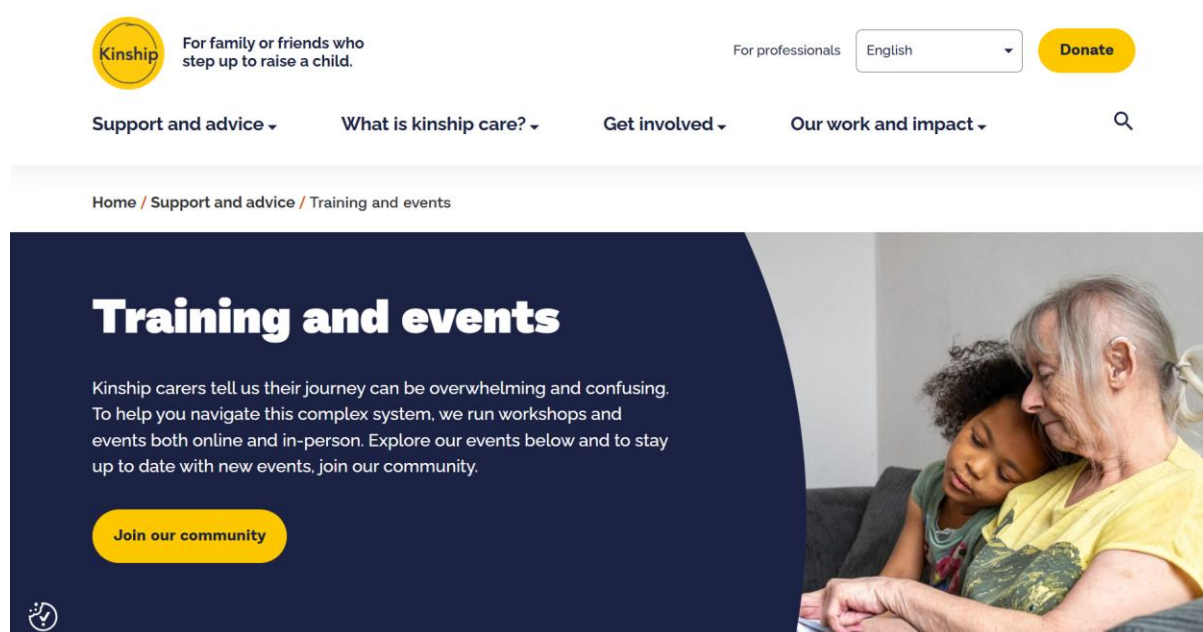 Kinship
For family or friends who
step up to raise a child.
For professionals
English
Donate
Support and advice
What is kinship care?
Get involved
Our work and impact
Home / Support and advice / Training and events
Training and events
Kinship carers tell us their journey can be overwhelming and confusing.
To help you navigate this complex system, we run workshops and
events both online and in-person. Explore our events below and to stay
up to date with new events, join our community.
Join our community